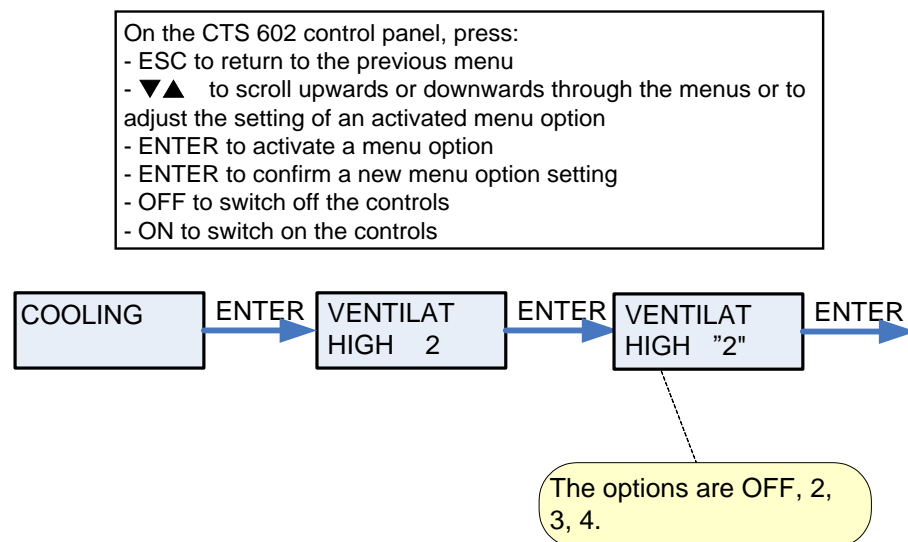 On the CTS 602 control panel, press:
- ESC to return to the previous menu
- ▼▲ to scroll upwards or downwards through the menus or to
adjust the setting of an activated menu option
- ENTER to activate a menu option
- ENTER to confirm a new menu option setting
- OFF to switch off the controls
- ON to switch on the controls
COOLING
ENTER
VENTILAT
HIGH 2
ENTER
VENTILAT
HIGH ”2"
ENTER
The options are OFF, 2,
3, 4.